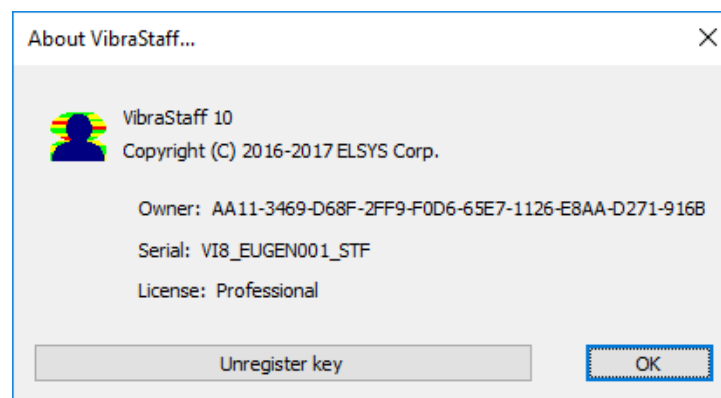 About VibraStaff...
VibraStaff 10
Copyright (C) 2016-2017 ELSYS Corp.
Owner: AA11-3469-D68F-2FF9-F0D6-65E7-1126-E8AA-D271-916B
Serial: VI8_EUGEN001_STF
License: Professional
Unregister key
OK